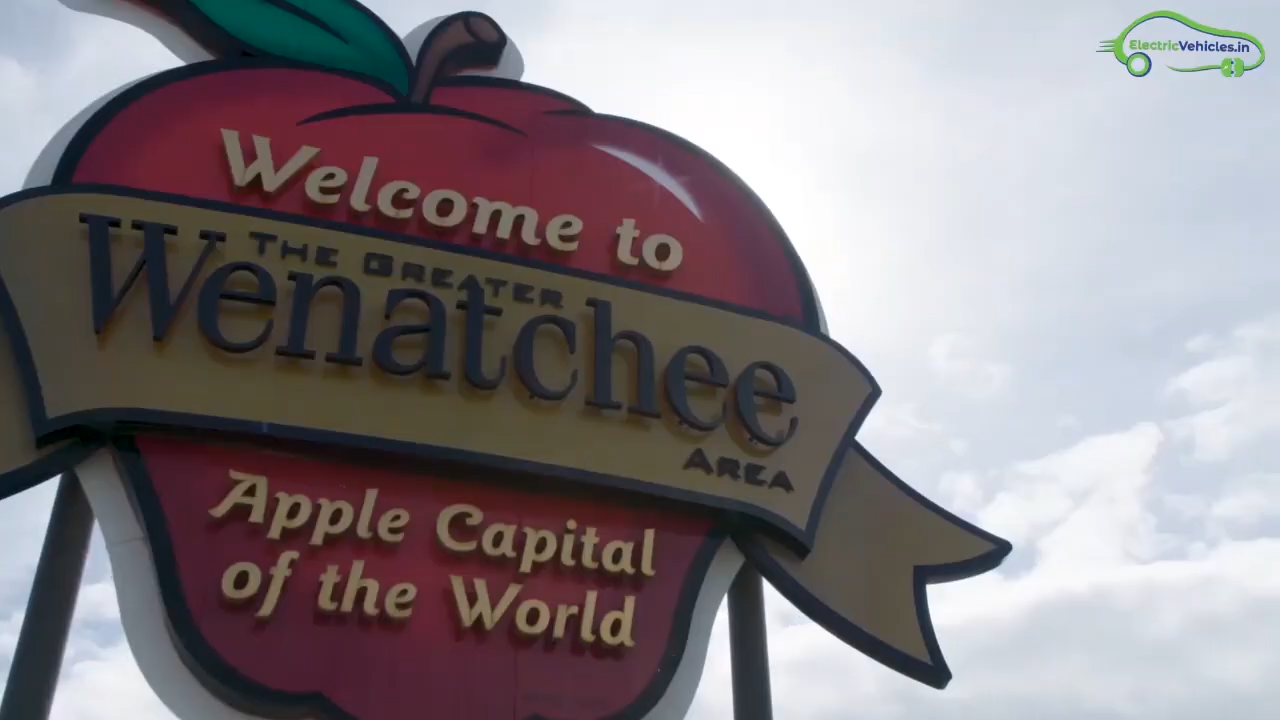 ElectricVehicles.in
Welcome to
THE GREATER
Wenatchee
AREA
Apple Capital
of the World